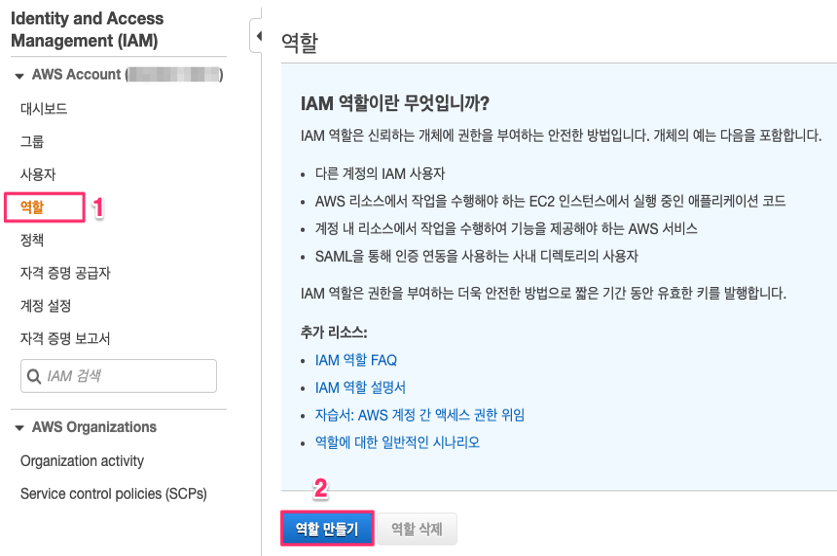 Identity and Access
Management (IAM)
AWS Account ( )
대시보드
그룹
사용자
역할
1
정책
자격 증명 공급자
계정 설정
자격 증명 보고서
IAM 검색
AWS Organizations
Organization activity
Service control policies (SCPs)
역할
IAM 역할이란 무엇입니까?
IAM 역할은 신뢰하는 개체에 권한을 부여하는 안전한 방법입니다. 개체의 예는 다음을 포함합니다.
• 다른 계정의 IAM 사용자
• AWS 리소스에서 작업을 수행해야 하는 EC2 인스턴스에서 실행 중인 애플리케이션 코드
• 계정 내 리소스에서 작업을 수행하여 기능을 제공해야 하는 AWS 서비스
• SAML을 통해 인증 연동을 사용하는 사내 디렉토리의 사용자
IAM 역할은 권한을 부여하는 더욱 안전한 방법으로 짧은 기간 동안 유효한 키를 발행합니다.
추가 리소스:
• IAM 역할 FAQ
• IAM 역할 설명서
• 자습서: AWS 계정 간 액세스 권한 위임
• 역할에 대한 일반적인 시나리오
2
역할 만들기
역할 삭제